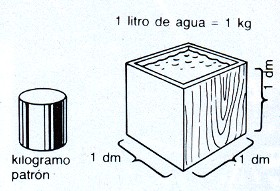 1 litro de agua = 1 kg
1 dm
kilogramo
patrón
1 dm
1 dm